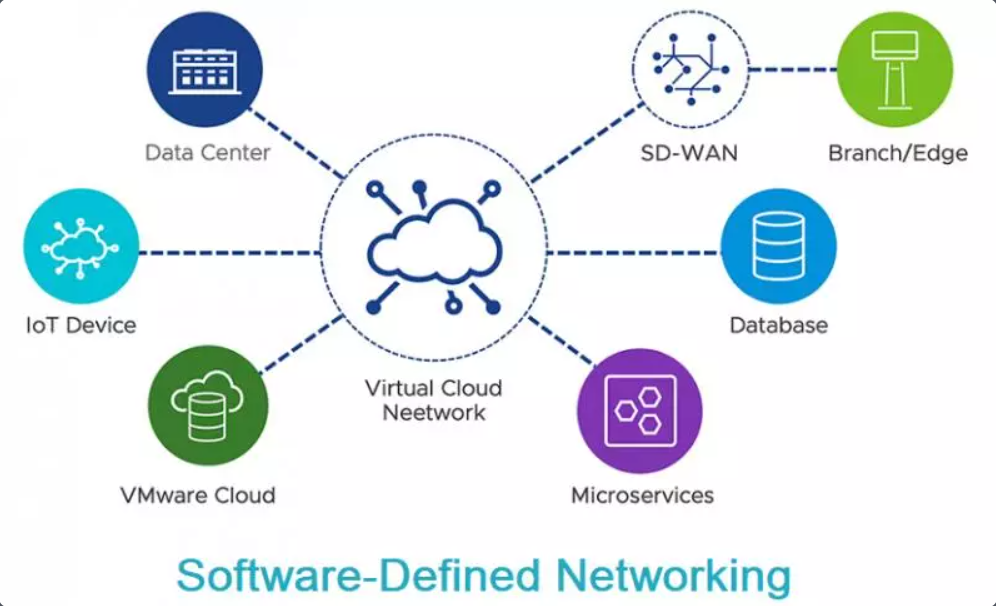 Data Center
SD-WAN
Branch/Edge
IoT Device
Database
Virtual Cloud
Neetwork
VMware Cloud
Microservices
Software-Defined Networking